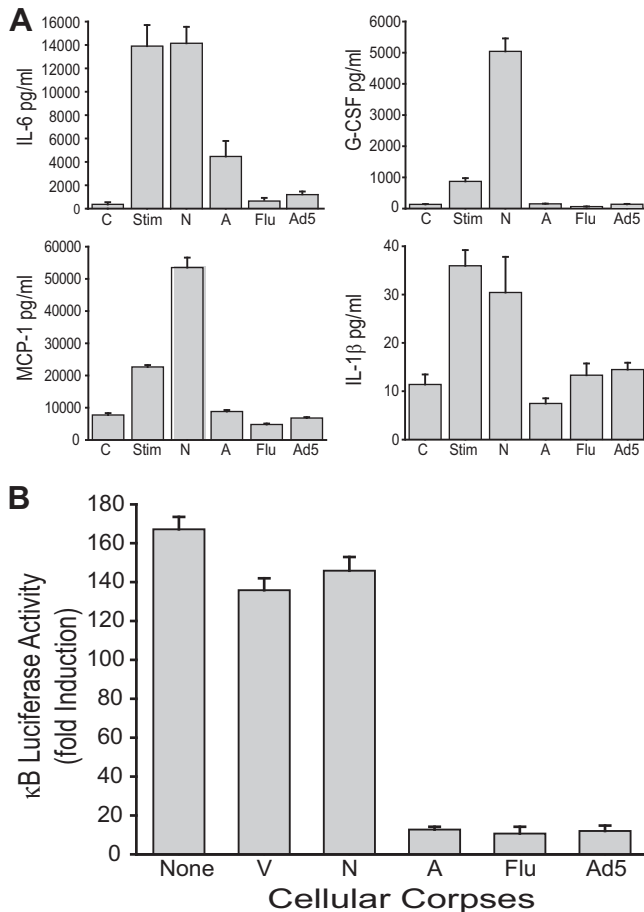 A
IL-6 pg/ml
16000
14000
12000
10000
8000
6000
4000
2000
0
C Stim N A Flu Ad5
G-CSF pg/ml
6000
5000
4000
3000
2000
1000
0
C Stim N A Flu Ad5
MCP-1 pg/ml
60000
50000
40000
30000
20000
10000
0
C Stim N A Flu Ad5
IL-1β pg/ml
40
30
20
10
0
C Stim N A Flu Ad5
B
κB Luciferase Activity
(fold Induction)
180
160
140
120
100
80
60
40
20
0
None V N A Flu Ad5
Cellular Corpses